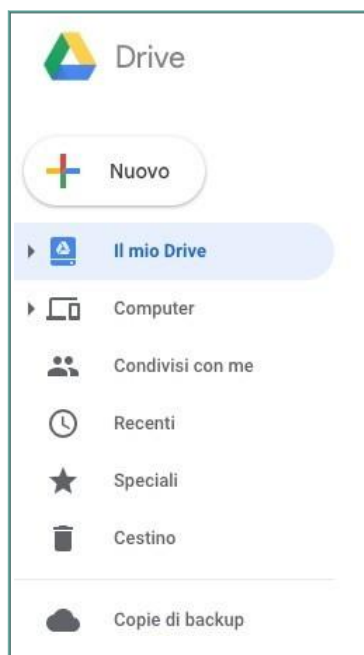 Drive
Nuovo
Il mio Drive
Computer
Condivisi con me
Recenti
Speciali
Cestino
Copie di backup